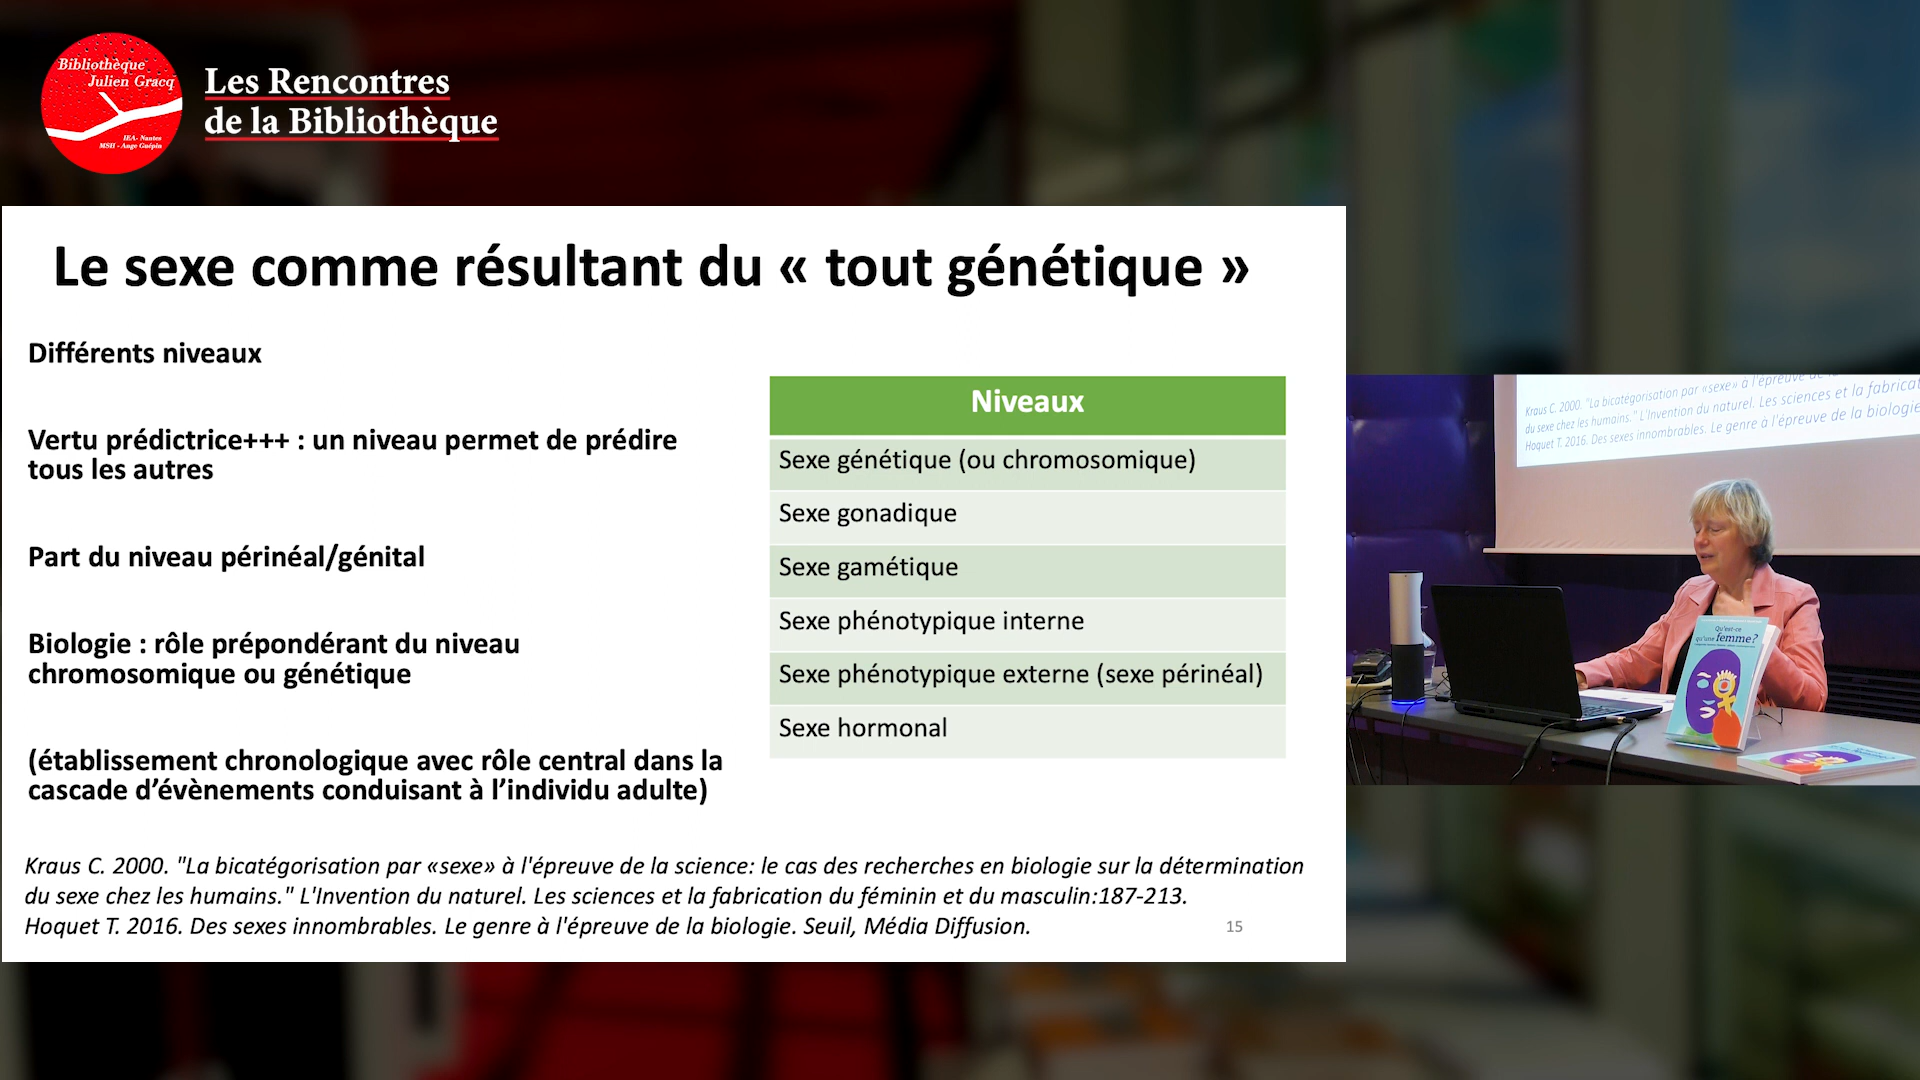 Bibliothèque
Julien Gracq
IEA- Nantes
MSH - Ange Guépin
Les Rencontres
de la Bibliothèque
Le sexe comme résultant du « tout génétique »
Différents niveaux
Vertu prédictrice+++ : un niveau permet de prédire
tous les autres
Part du niveau périnéal/génital
Biologie : rôle prépondérant du niveau
chromosomique ou génétique
(établissement chronologique avec rôle central dans la
cascade d’évènements conduisant à l’individu adulte)
Niveaux
Sexe génétique (ou chromosomique)
Sexe gonadique
Sexe gamétique
Sexe phénotypique interne
Sexe phénotypique externe (sexe périnéal)
Sexe hormonal
Kraus C. 2000. "La bicatégorisation par «sexe» à l'épreuve de la science: le cas des recherches en biologie sur la détermination
du sexe chez les humains." L'Invention du naturel. Les sciences et la fabrication du féminin et du masculin:187-213.
Hoquet T. 2016. Des sexes innombrables. Le genre à l'épreuve de la biologie. Seuil, Média Diffusion.
15
Kraus C. 2000. "La bicatégorisation par «sexe» à l'épreuve de
du sexe chez les humains." L'Invention du naturel. Les sciences et la fabricat
Hoquet T. 2016. Des sexes innombrables. Le genre à l'épreuve de la biologie
Qu'est-ce
qu'une femme?